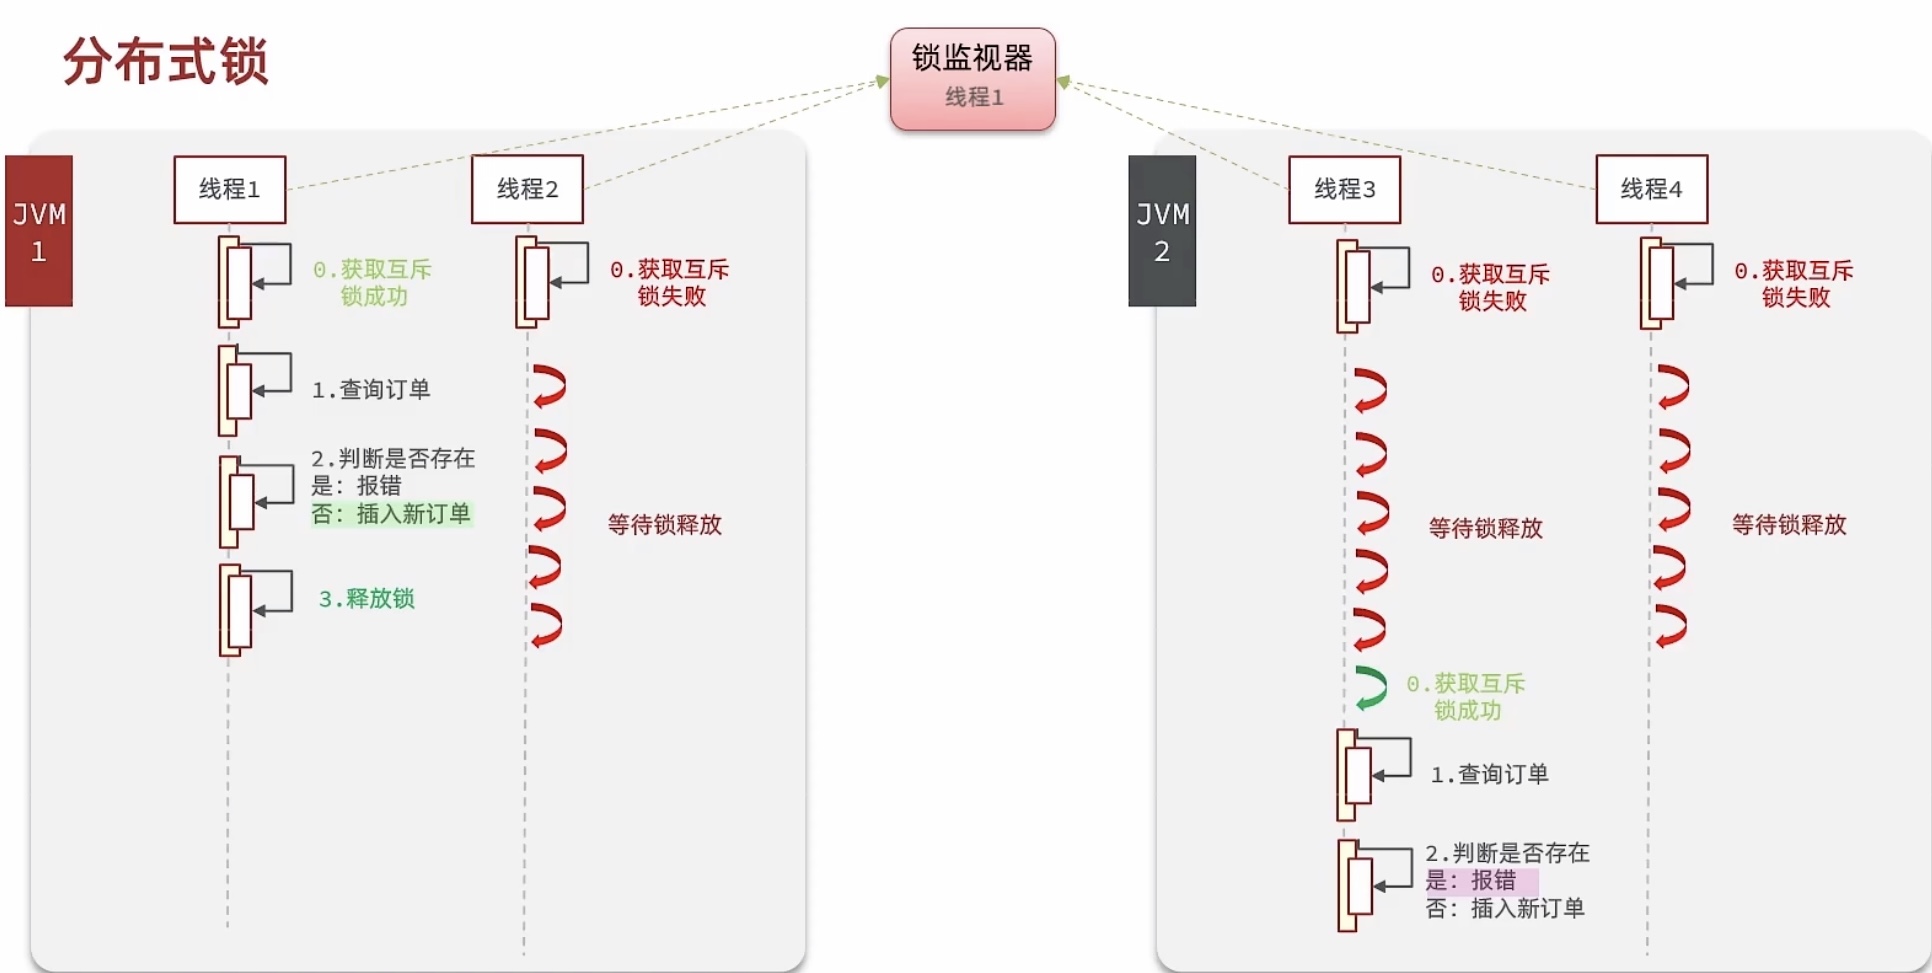 分布式锁
锁监视器
线程1
JVM
1
线程1
0.获取互斥
锁成功
1.查询订单
2.判断是否存在
是：报错
否：插入新订单
3.释放锁
线程2
0.获取互斥
锁失败
等待锁释放
JVM
2
线程3
0.获取互斥
锁失败
等待锁释放
0.获取互斥
锁成功
1.查询订单
2.判断是否存在
是：报错
否：插入新订单
线程4
0.获取互斥
锁失败
等待锁释放